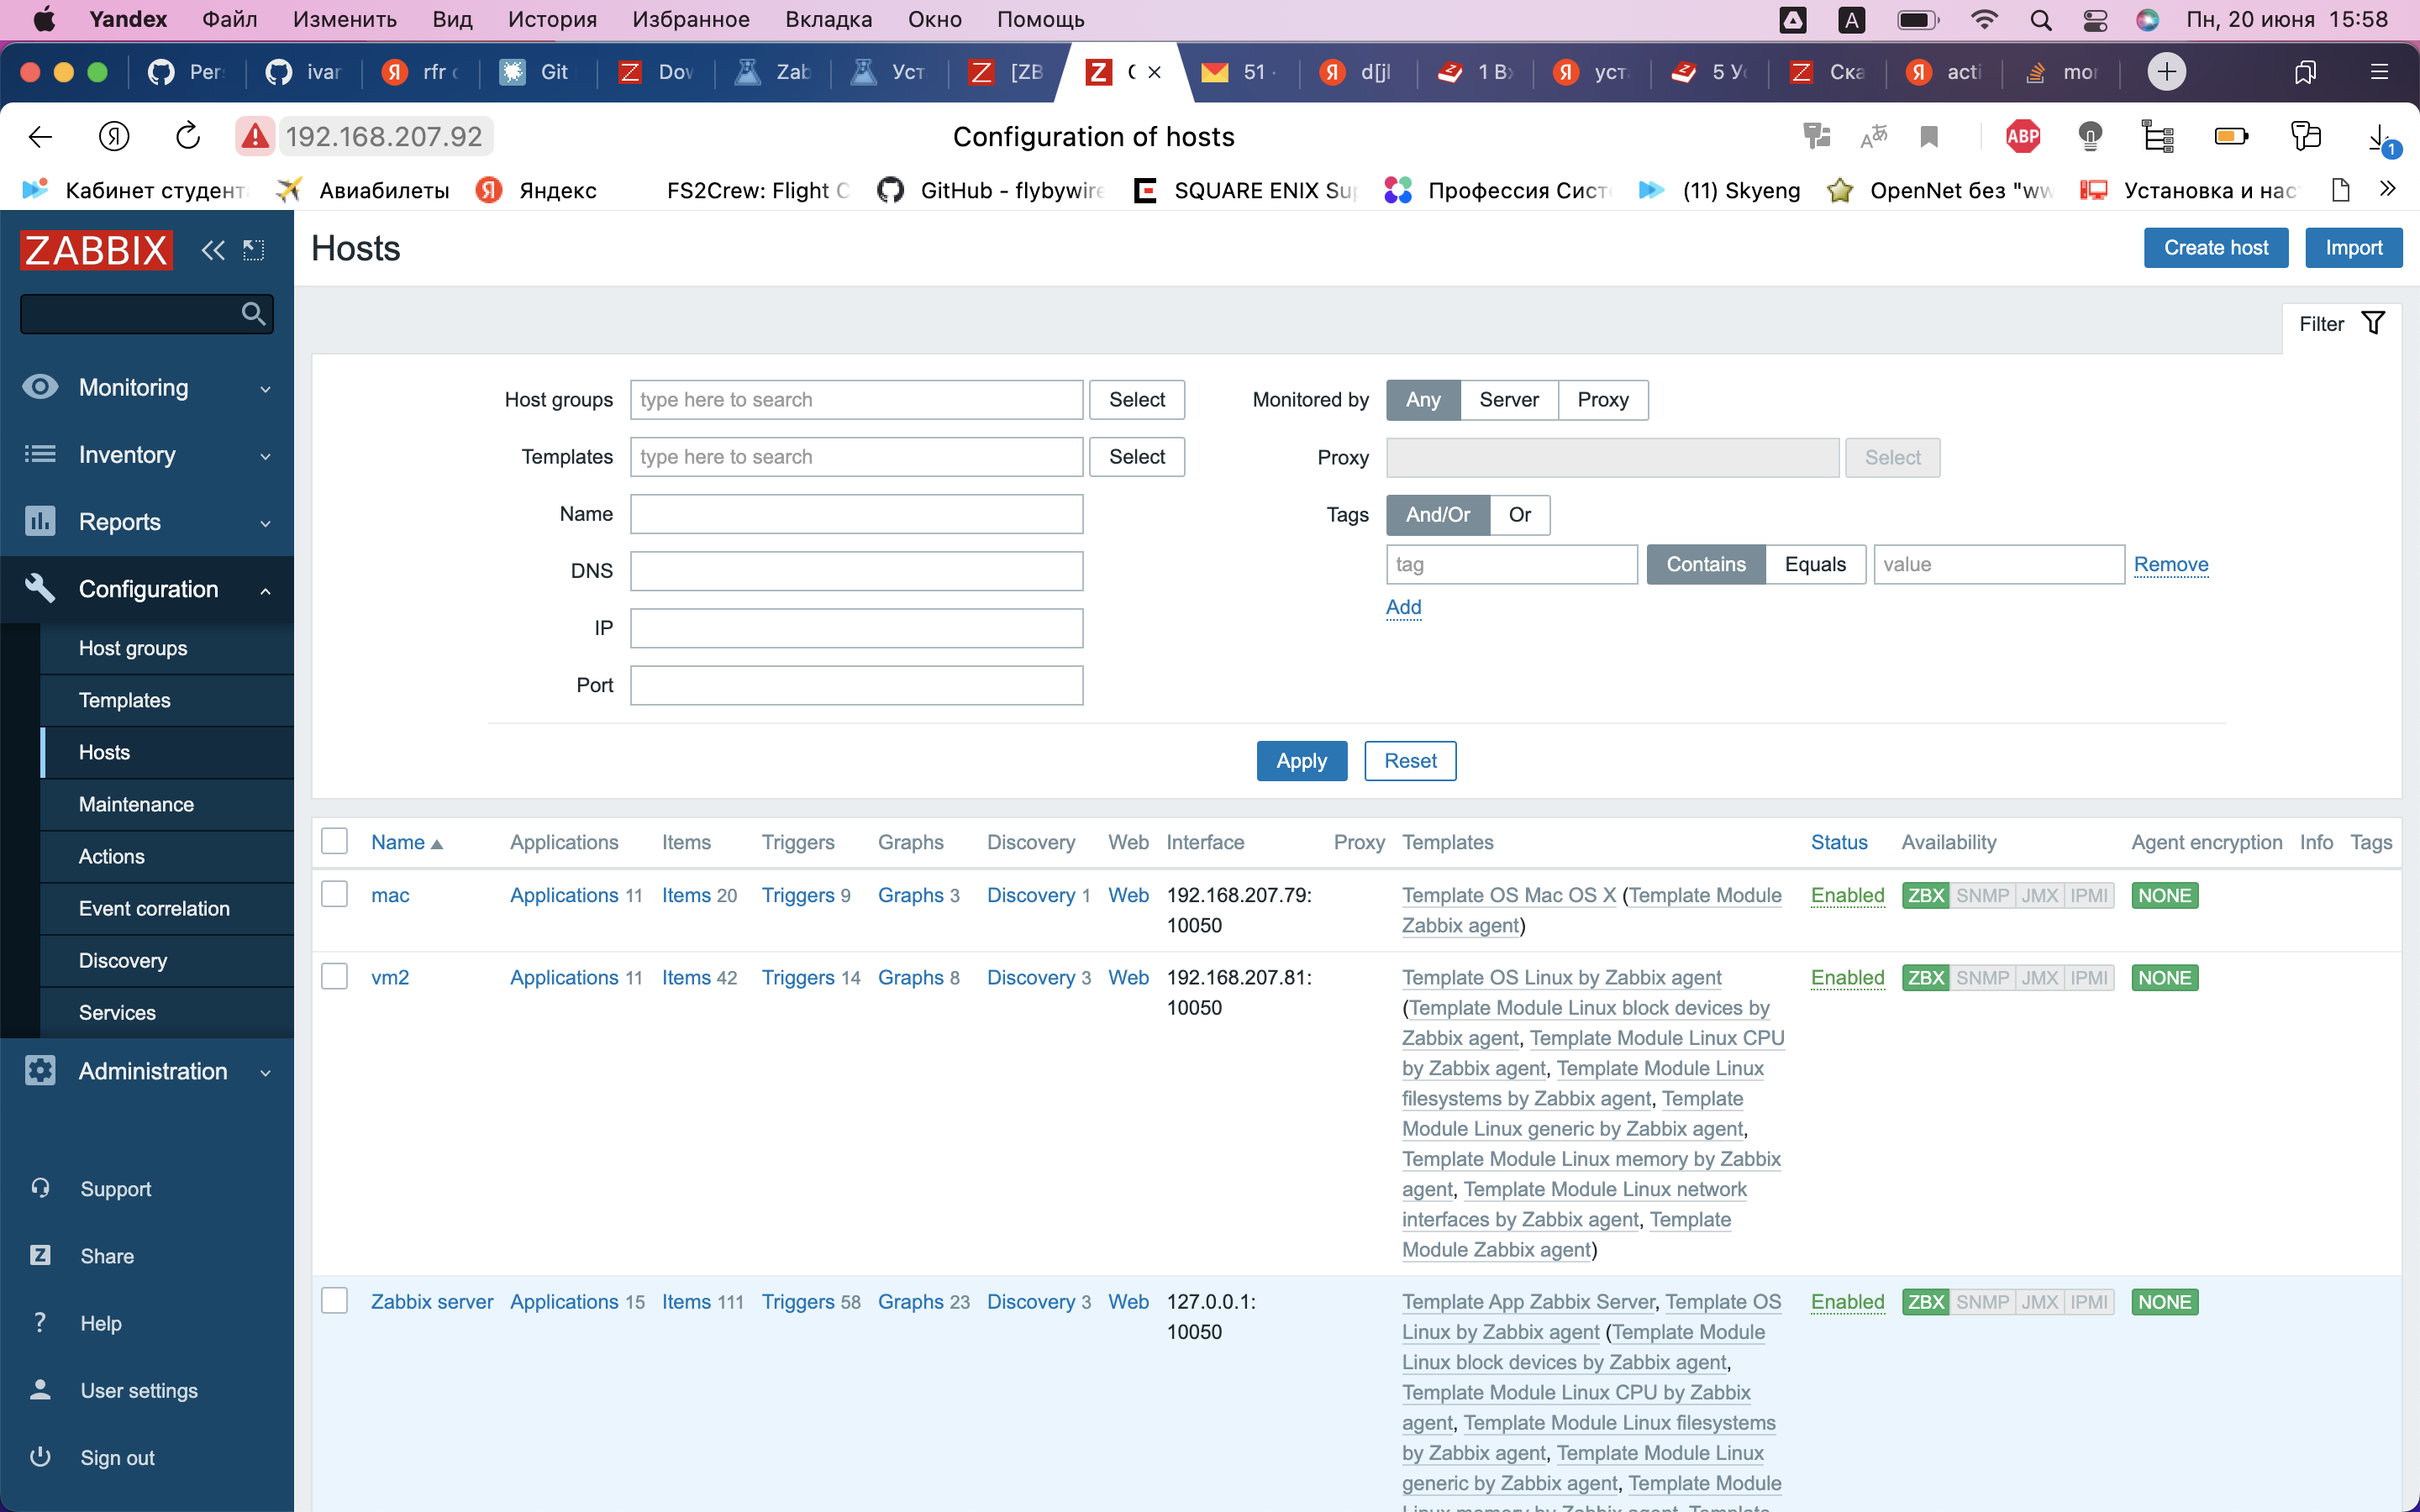 Yandex Файл Изменить Вид История Избранное Вкладка Окно Помощь A Пн, 20 июня 15:58
Per ivar rfr Git Dow Zab Уст [ZB 51 d[jl 1 Вх уст 5 Ус Ска acti mor
192.168.207.92 Configuration of hosts ABP 1
Кабинет студента Авиабилеты Яндекс FS2Crew: Flight C GitHub - flybywire SQUARE ENIX Sup Профессия Сист (11) Skyeng OpenNet без "ww Установка и нас
ZABBIX
Hosts
Create host Import
Filter
Monitoring
Inventory
Reports
Configuration
Host groups
Templates
Hosts
Maintenance
Actions
Event correlation
Discovery
Services
Administration
Support
Share
Help
User settings
Sign out
Host groups type here to search Select
Templates type here to search Select
Name
DNS
IP
Port
Monitored by Any Server Proxy
Proxy Select
Tags And/Or Or
tag Contains Equals value Remove
Add
Apply Reset
Name Applications Items Triggers Graphs Discovery Web Interface Proxy Templates Status Availability Agent encryption Info Tags
mac Applications 11 Items 20 Triggers 9 Graphs 3 Discovery 1 Web 192.168.207.79: Template OS Mac OS X (Template Module Enabled ZBX SNMP JMX IPMI NONE
10050 Zabbix agent)
vm2 Applications 11 Items 42 Triggers 14 Graphs 8 Discovery 3 Web 192.168.207.81: Template OS Linux by Zabbix agent Enabled ZBX SNMP JMX IPMI NONE
10050 (Template Module Linux block devices by
Zabbix agent, Template Module Linux CPU
by Zabbix agent, Template Module Linux
filesystems by Zabbix agent, Template
Module Linux generic by Zabbix agent,
Template Module Linux memory by Zabbix
agent, Template Module Linux network
interfaces by Zabbix agent, Template
Module Zabbix agent)
Zabbix server Applications 15 Items 111 Triggers 58 Graphs 23 Discovery 3 Web 127.0.0.1: Template App Zabbix Server, Template OS Enabled ZBX SNMP JMX IPMI NONE
10050 Linux by Zabbix agent (Template Module
Linux block devices by Zabbix agent,
Template Module Linux CPU by Zabbix
agent, Template Module Linux filesystems
by Zabbix agent, Template Module Linux
generic by Zabbix agent, Template Module
Linux memory by Zabbix agent, Template